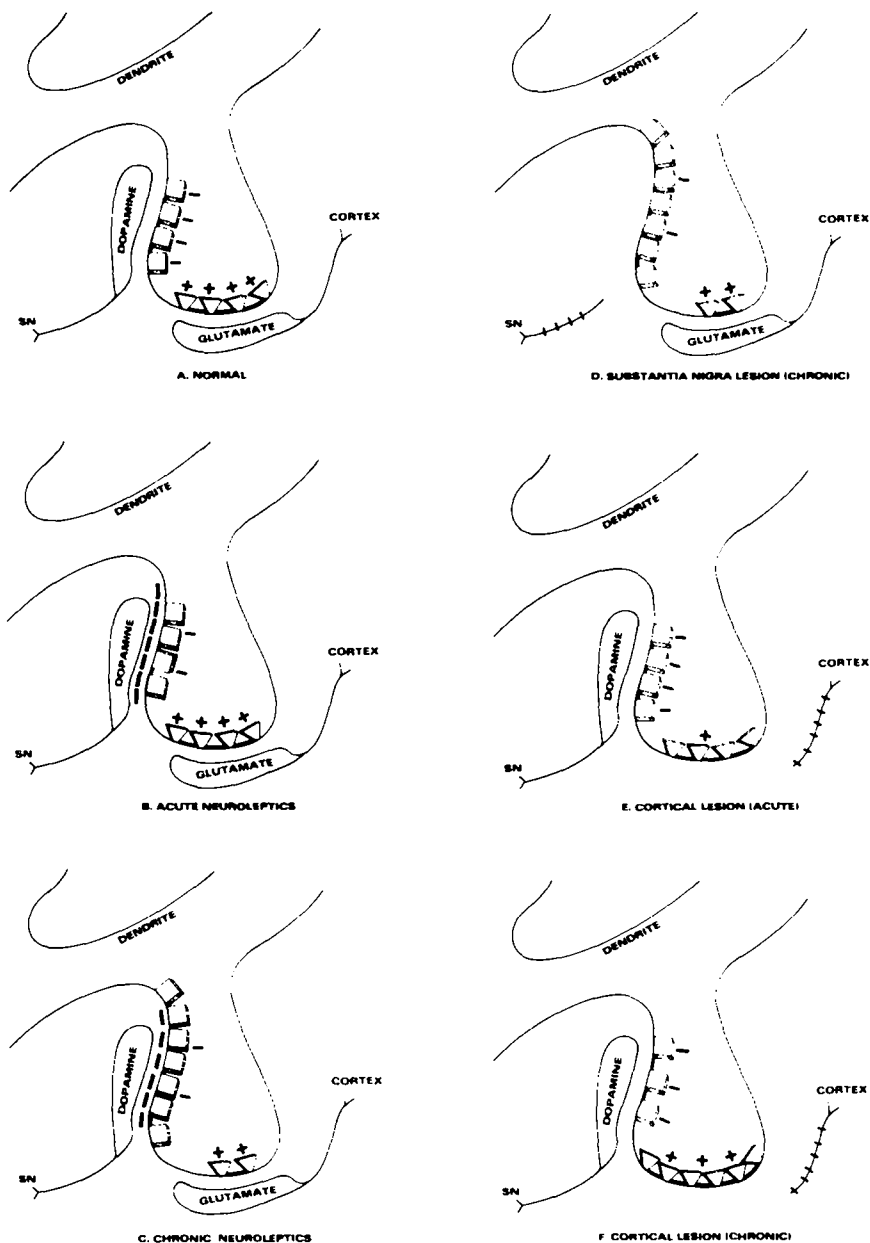 DENDRITE
DOPAMINE
CORTEX
SN
GLUTAMATE
A. NORMAL
DENDRITE
CORTEX
SN
GLUTAMATE
D. SUBSTANTIA NIGRA LESION (CHRONIC)
DENDRITE
DOPAMINE
CORTEX
SN
GLUTAMATE
B. ACUTE NEUROLEPTICS
DENDRITE
DOPAMINE
CORTEX
SN
E. CORTICAL LESION (ACUTE)
DENDRITE
DOPAMINE
CORTEX
SN
GLUTAMATE
C. CHRONIC NEUROLEPTICS
DENDRITE
DOPAMINE
CORTEX
SN
F CORTICAL LESION (CHRONIC)